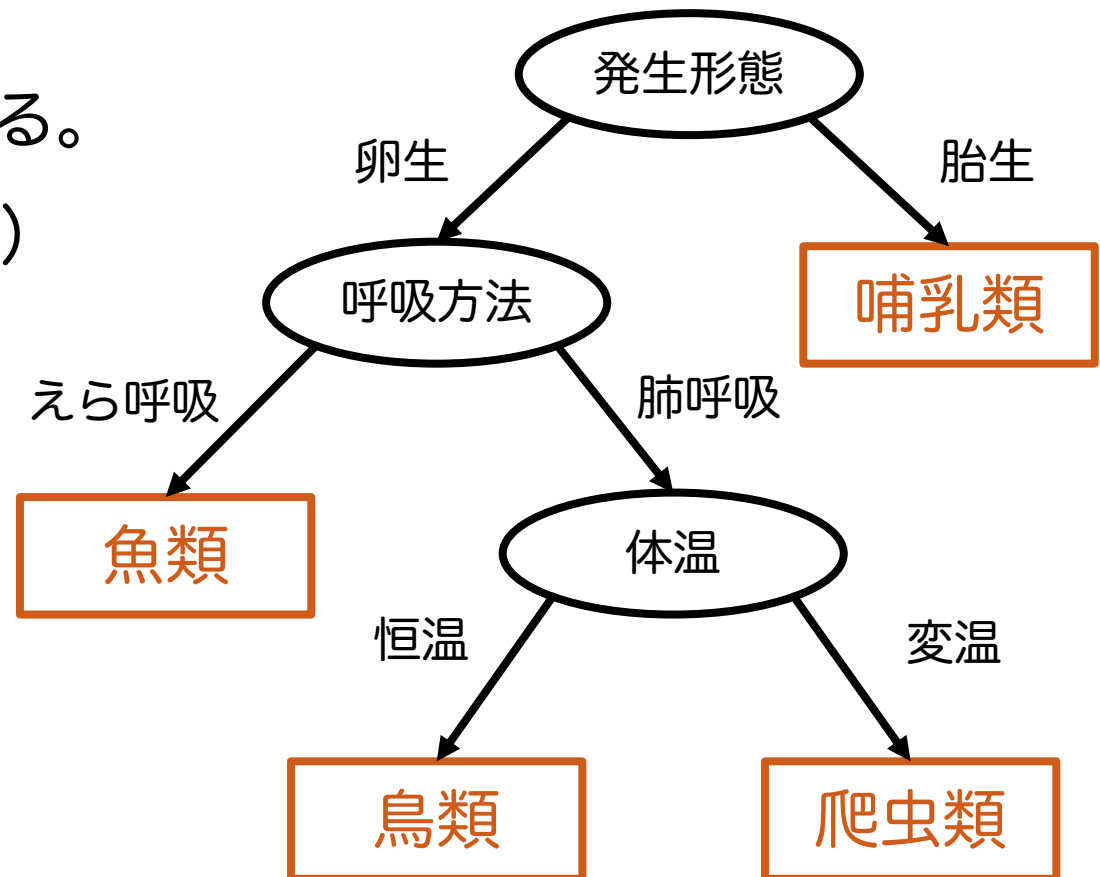 発生形態
る。
卵生
胎生
)
呼吸方法
哺乳類
えら呼吸
肺呼吸
魚類
体温
恒温
変温
鳥類
爬虫類